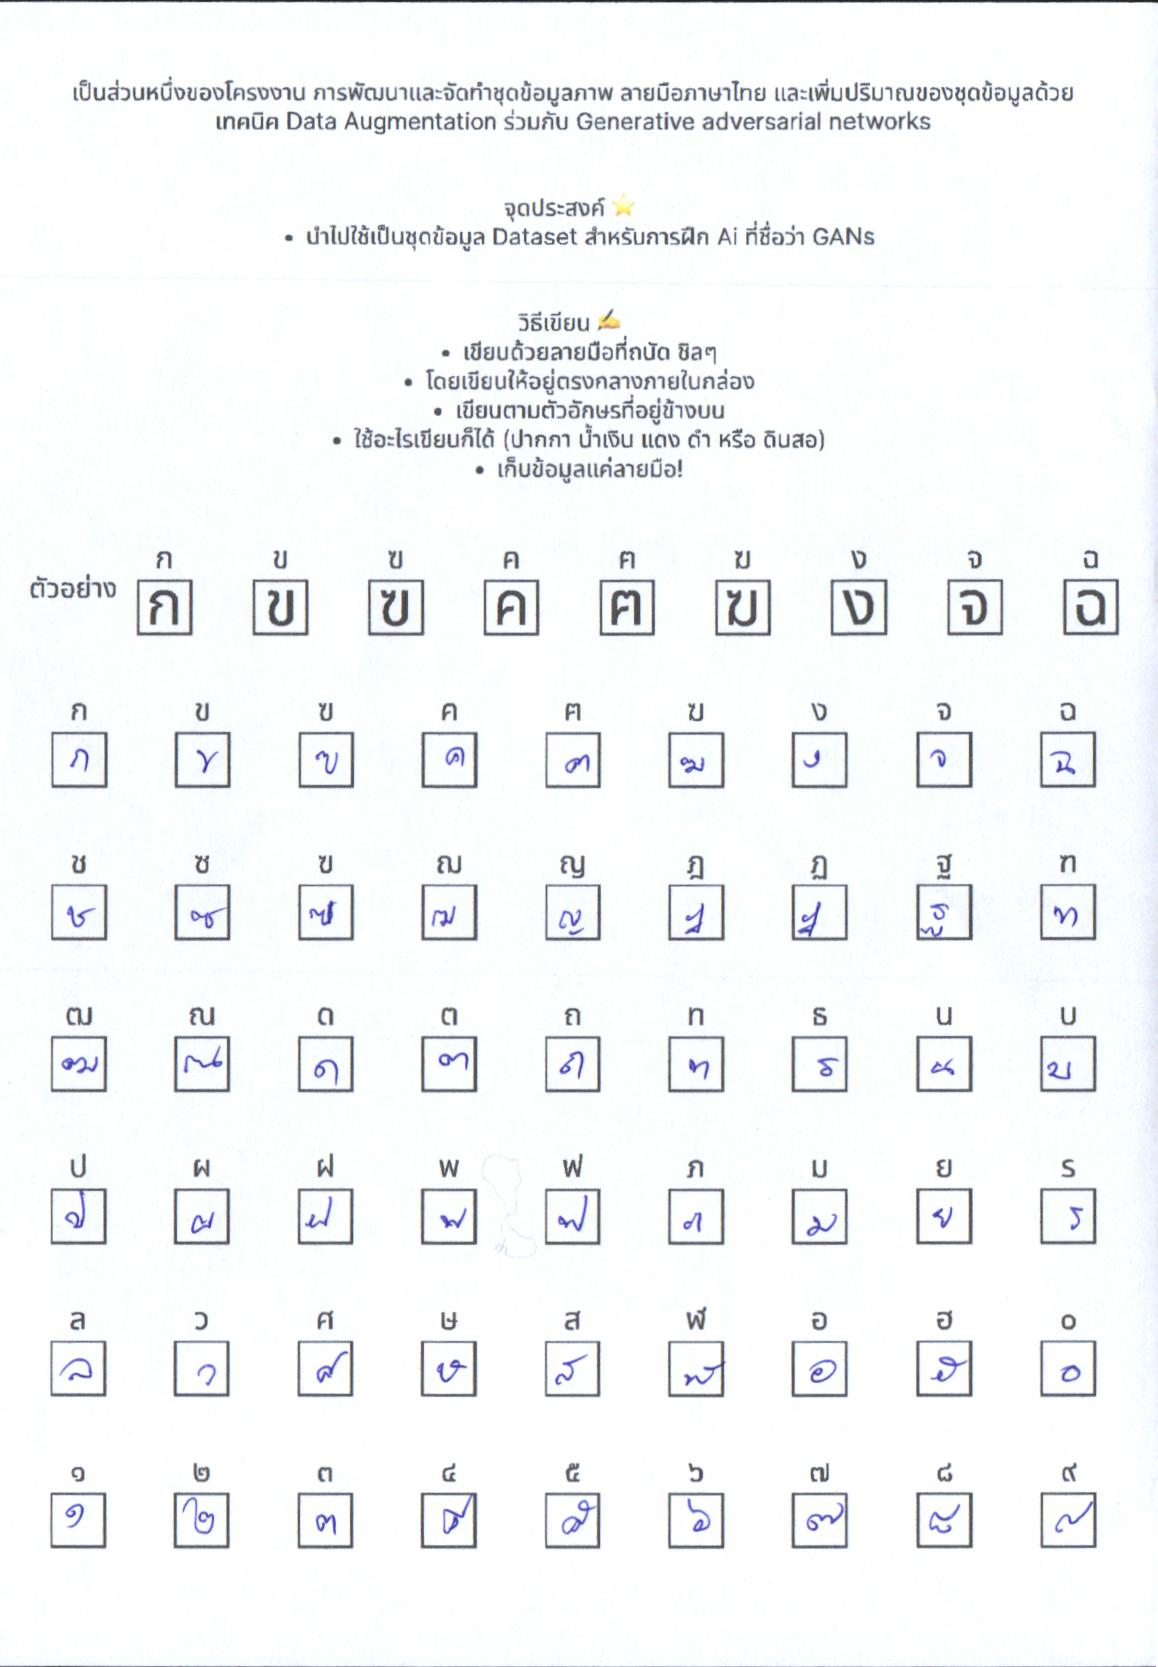 เป็นส่วนหนึ่งของโครงงาน การพัฒนาและจัดทำชุดข้อมูลภาพ ลายมือภาษาไทย และเพิ่มปริมาณของชุดข้อมูลด้วย
เทคนิค Data Augmentation ร่วมกับ Generative adversarial networks
จุดประสงค์ ⭐
• นำไปใช้เป็นชุดข้อมูล Dataset สำหรับการฝึก Ai ที่ชื่อว่า GANs
วิธีเขียน ✍
• เขียนด้วยลายมือที่ถนัด ชิลๆ
• โดยเขียนให้อยู่ตรงกลางภายในกล่อง
• เขียนตามตัวอักษรที่อยู่ข้างบน
• ใช้อะไรเขียนก็ได้ (ปากกา น้ำเงิน แดง ดำ หรือ ดินสอ)
• เก็บข้อมูลแค่ลายมือ!
ก ข ฃ ค ฅ ฆ ง จ ฉ
ตัวอย่าง ก ข ฃ ค ฅ ฆ ง จ ฉ
ก ข ฃ ค ฅ ฆ ง จ ฉ
ก ข ฃ ค ฅ ฆ ง จ ฉ
ช ซ ฃ ฌ ญ ฎ ฏ ฐ ฑ
ช ซ ฃ ฌ ญ ฎ ฏ ฐ ฑ
ฒ ณ ด ต ถ ท ธ น บ
ฒ ณ ด ต ถ ท ธ น บ
ป ผ ฝ พ ฟ ภ ม ย ร
ป ผ ฝ พ ฟ ภ ม ย ร
ล ว ศ ษ ส ฬ อ ฮ ๐
ล ว ศ ษ ส ฬ อ ฮ ๐
๑ ๒ ๓ ๔ ๕ ๖ ๗ ๘ ๙
๑ ๒ ๓ ๔ ๕ ๖ ๗ ๘ ๙